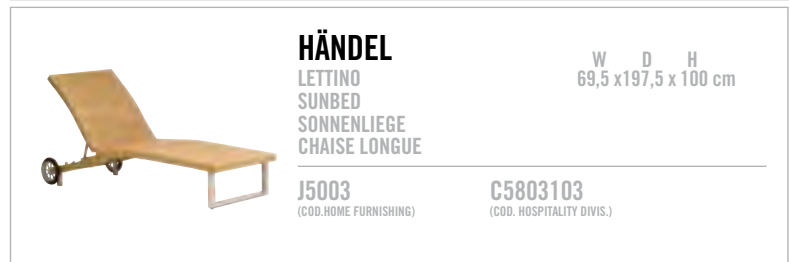 HÄNDEL
LETTINO
SUNBED
SONNENLIEGE
CHAISE LONGUE
W D H
69,5 x197,5 x 100 cm
J5003
(COD.HOME FURNISHING)
C5803103
(COD. HOSPITALITY DIVIS.)